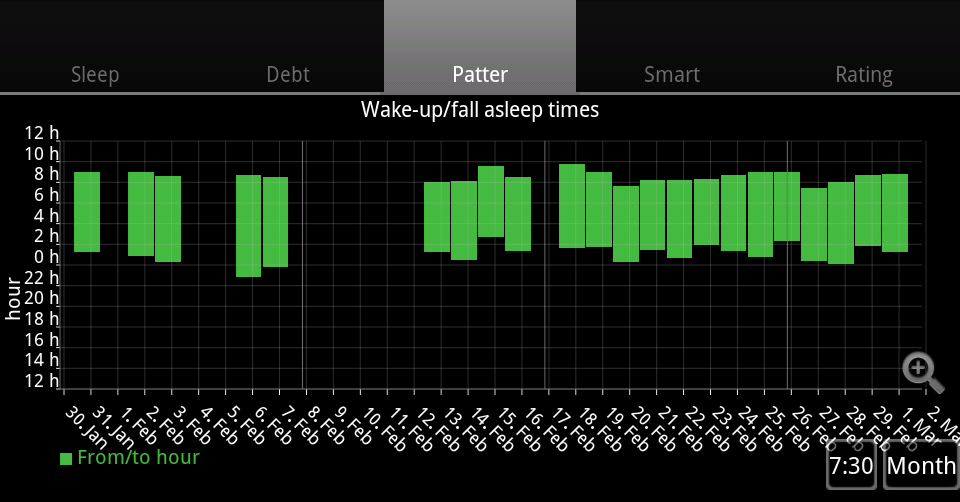 Sleep Debt Patter Smart Rating
Wake-up/fall asleep times
12 h
10 h
8 h
6 h
4 h
2 h
0 h
22 h
20 h
18 h
16 h
14 h
12 h
hour
30. Jan 31. Jan 1. Feb 2. Feb 3. Feb 4. Feb 5. Feb 6. Feb 7. Feb 8. Feb 9. Feb 10. Feb 11. Feb 12. Feb 13. Feb 14. Feb 15. Feb 16. Feb 17. Feb 18. Feb 19. Feb 20. Feb 21. Feb 22. Feb 23. Feb 24. Feb 25. Feb 26. Feb 27. Feb 28. Feb 29. Feb 1. Mar 2. Ma
From/to hour
7:30 Month